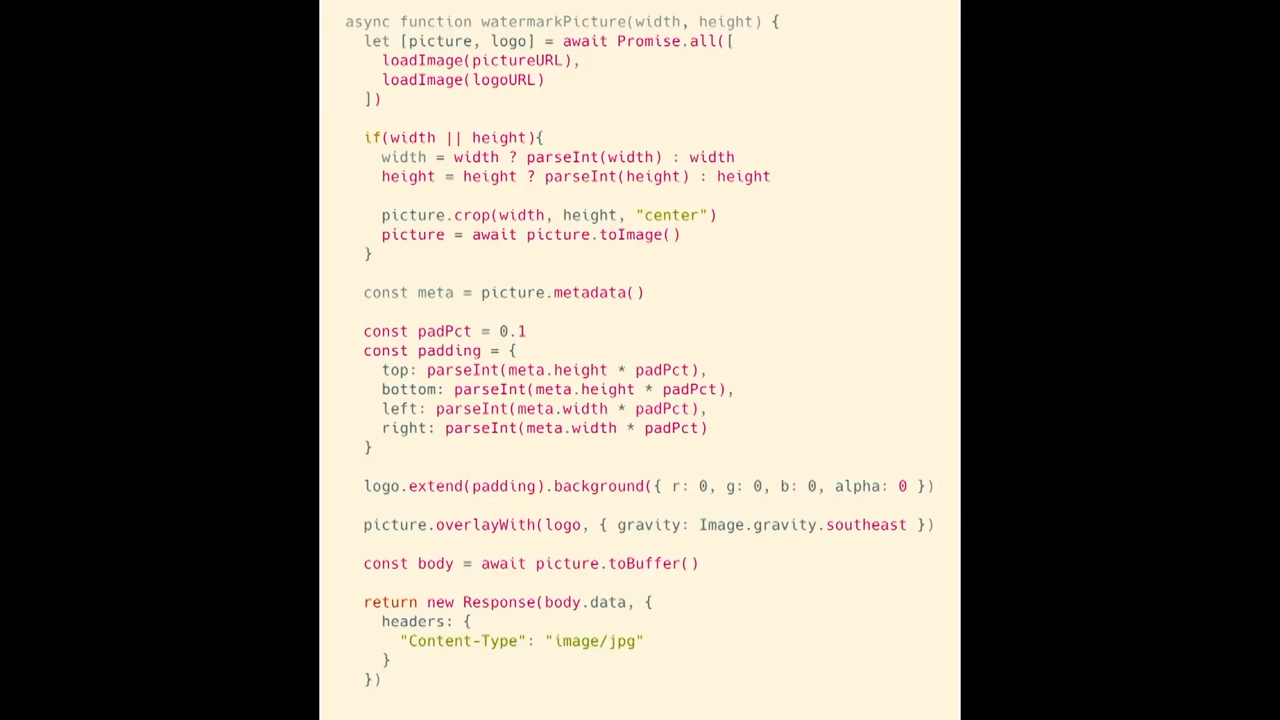 async function watermarkPicture(width, height) {
  let [picture, logo] = await Promise.all([
    loadImage(pictureURL),
    loadImage(logoURL)
  ])

  if(width || height){
    width = width ? parseInt(width) : width
    height = height ? parseInt(height) : height

    picture.crop(width, height, "center")
    picture = await picture.toImage()
  }

  const meta = picture.metadata()

  const padPct = 0.1
  const padding = {
    top: parseInt(meta.height * padPct),
    bottom: parseInt(meta.height * padPct),
    left: parseInt(meta.width * padPct),
    right: parseInt(meta.width * padPct)
  }

  logo.extend(padding).background({ r: 0, g: 0, b: 0, alpha: 0 })

  picture.overlayWith(logo, { gravity: Image.gravity.southeast })

  const body = await picture.toBuffer()

  return new Response(body.data, {
    headers: {
      "Content-Type": "image/jpg"
    }
  })